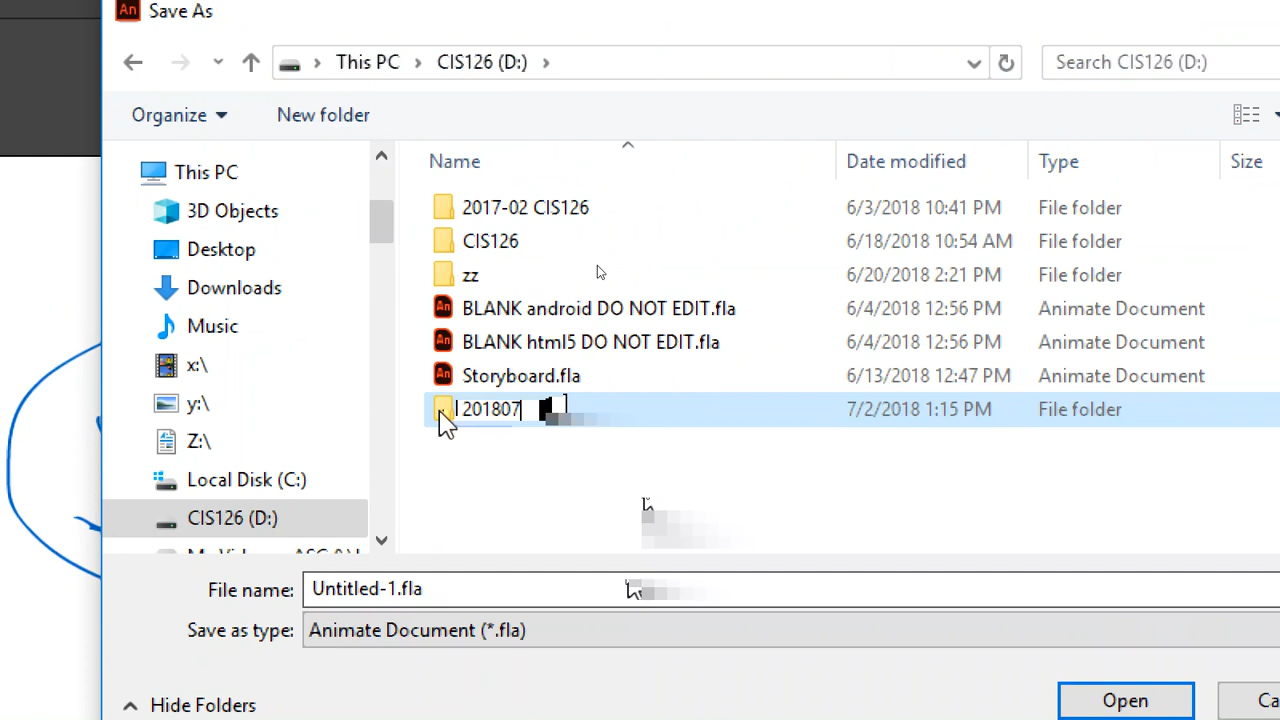 An Save As
This PC CIS126 (D:) Search CIS126 (D:)
Organize New folder
Name Date modified Type Size
This PC
3D Objects
Desktop
Downloads
Music
x:\
y:\
Z:\
Local Disk (C:)
CIS126 (D:)
2017-02 CIS126 6/3/2018 10:41 PM File folder
CIS126 6/18/2018 10:54 AM File folder
zz 6/20/2018 2:21 PM File folder
An BLANK android DO NOT EDIT.fla 6/4/2018 12:56 PM Animate Document
An BLANK html5 DO NOT EDIT.fla 6/4/2018 12:56 PM Animate Document
An Storyboard.fla 6/13/2018 12:47 PM Animate Document
201807 7/2/2018 1:15 PM File folder
File name: Untitled-1.fla
Save as type: Animate Document (*.fla)
Hide Folders Open Ca